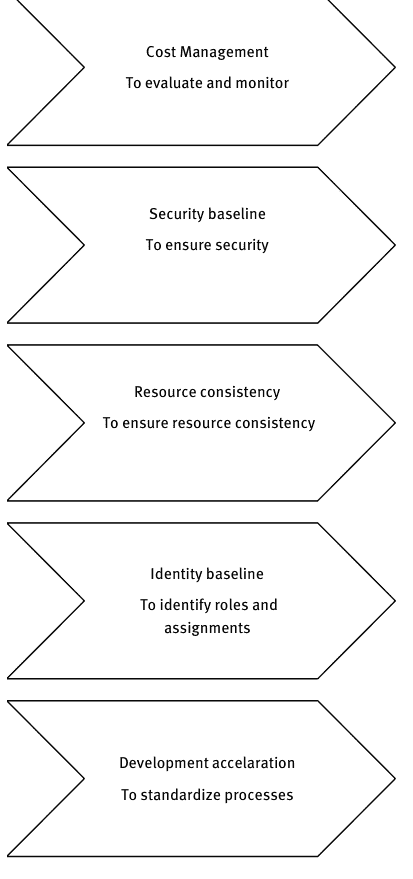 Cost Management
To evaluate and monitor
Security baseline
To ensure security
Resource consistency
To ensure resource consistency
Identity baseline
To identify roles and
assignments
Development accelaration
To standardize processes